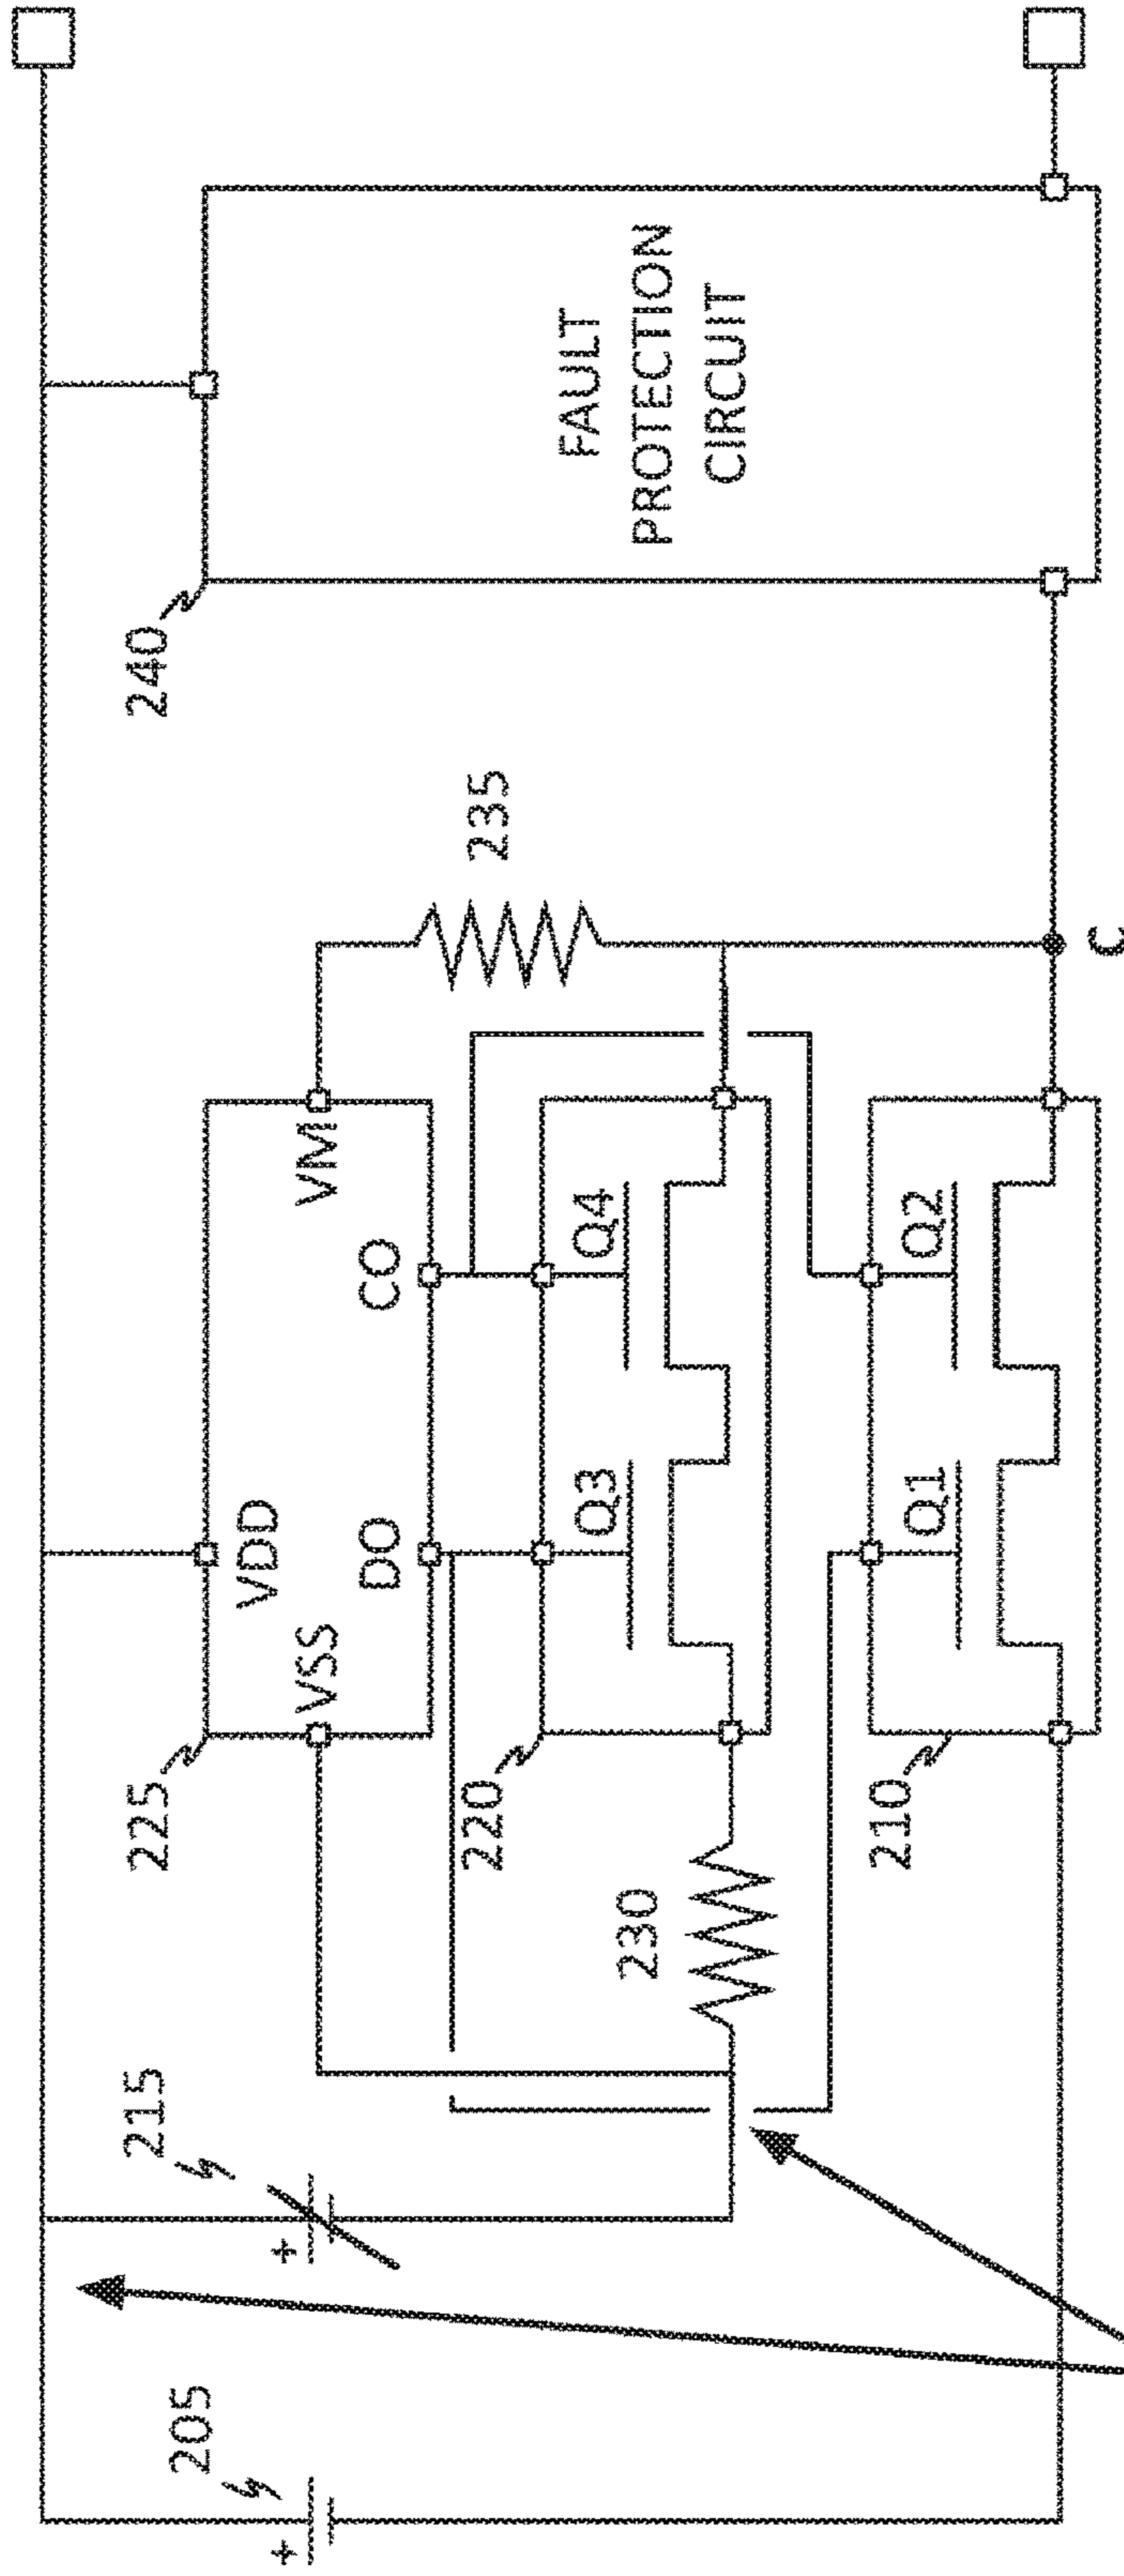 205
+
215
+
225
VSS
VDD
VM
DO
CO
220
Q3
Q4
230
235
210
Q1
Q2
C
240
FAULT
PROTECTION
CIRCUIT